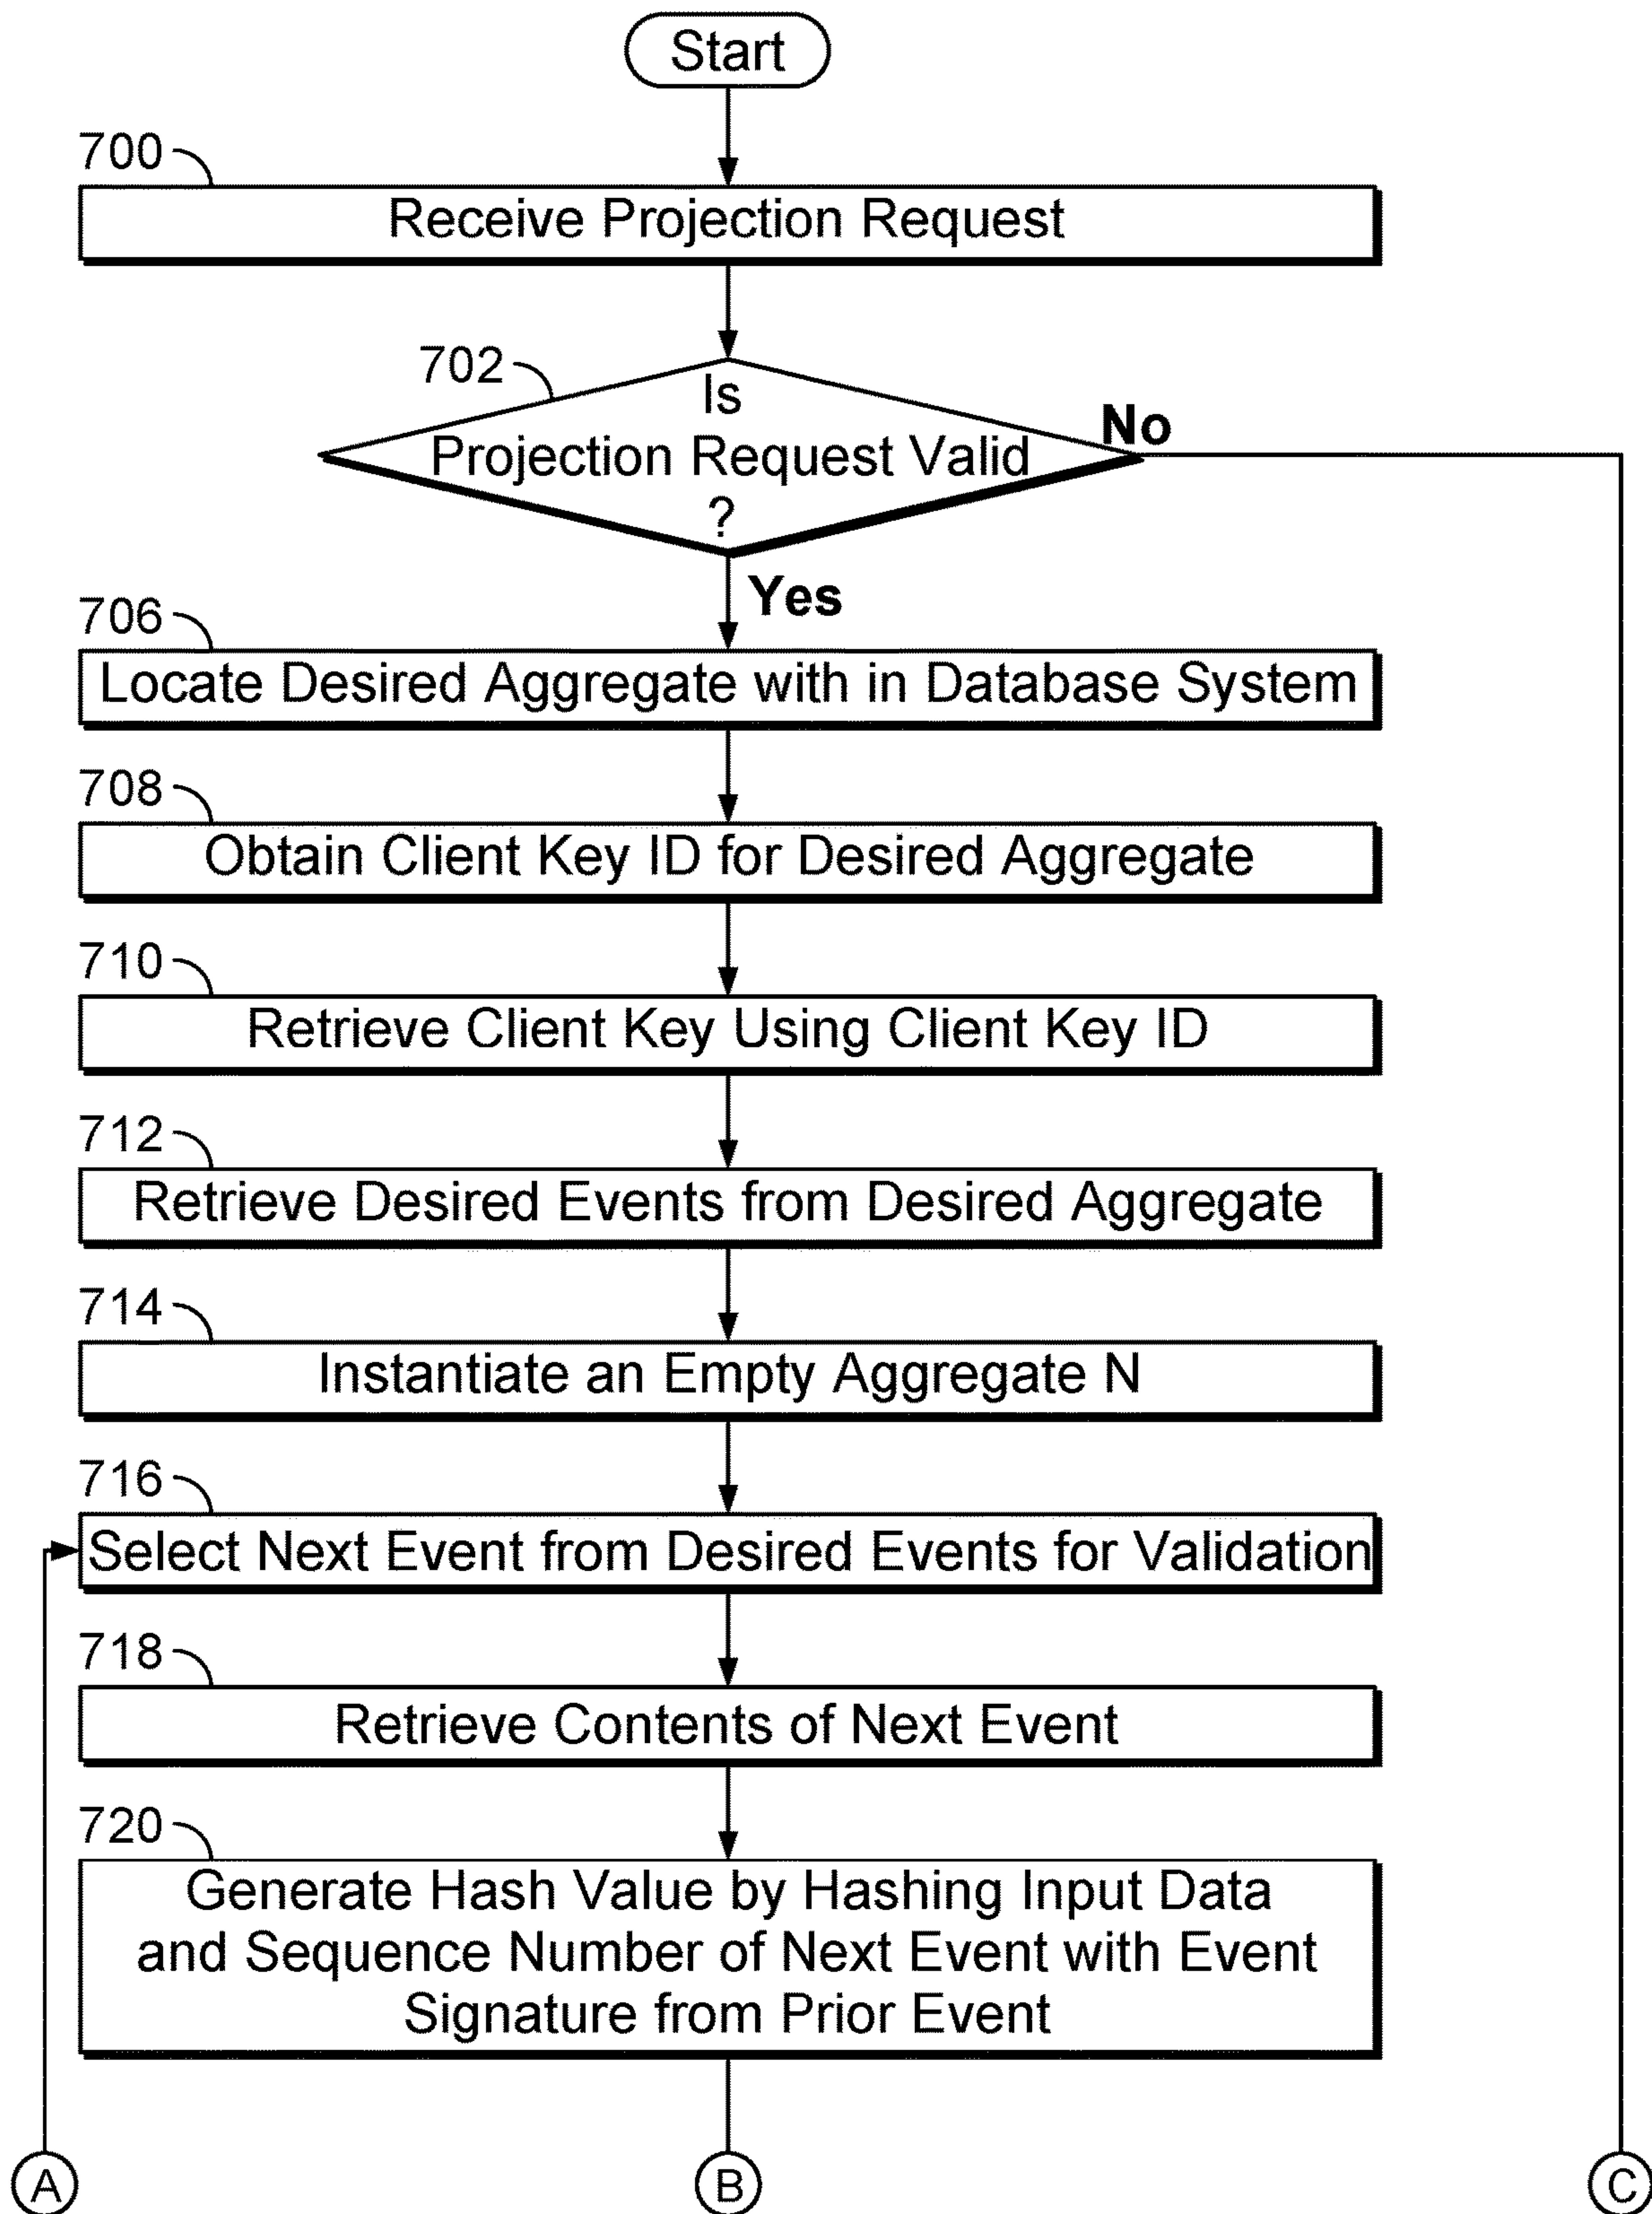 Start
700
Receive Projection Request
702
Is
Projection Request Valid
?
No
Yes
706
Locate Desired Aggregate with in Database System
708
Obtain Client Key ID for Desired Aggregate
710
Retrieve Client Key Using Client Key ID
712
Retrieve Desired Events from Desired Aggregate
714
Instantiate an Empty Aggregate N
716
Select Next Event from Desired Events for Validation
718
Retrieve Contents of Next Event
720
Generate Hash Value by Hashing Input Data
and Sequence Number of Next Event with Event
Signature from Prior Event
A
B
C